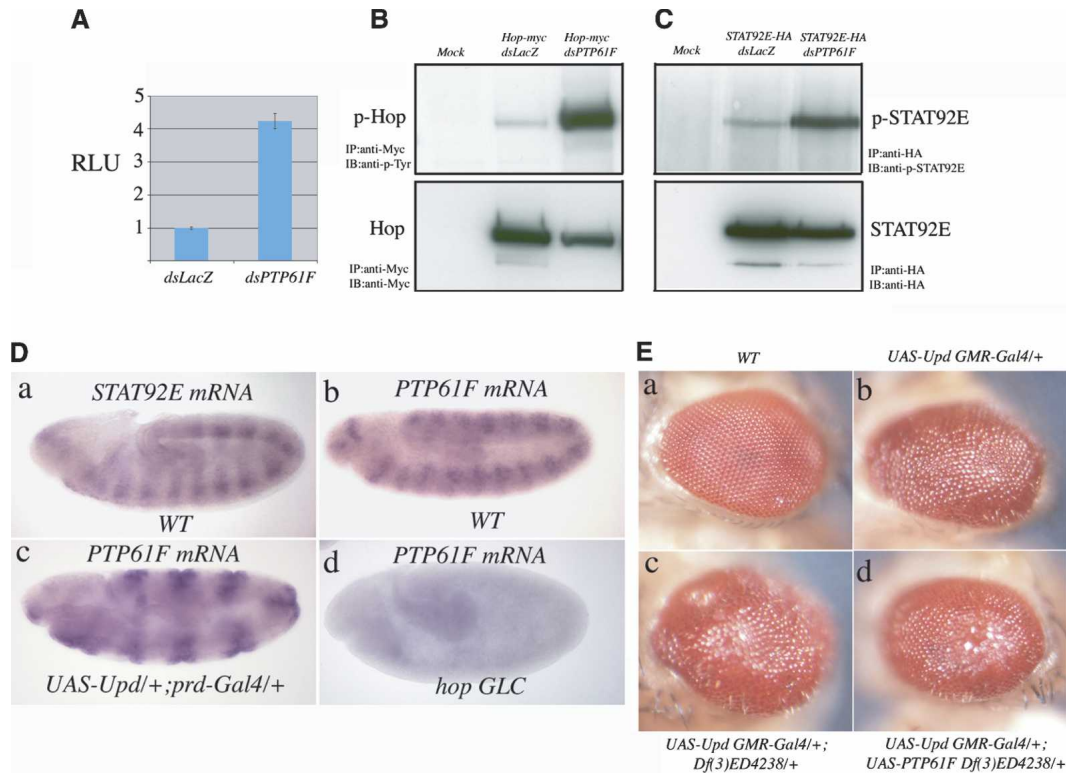 A
5
4
3
2
1
RLU
dsLacZ
dsPTP61F
B
Mock
Hop-myc
dsLacZ
Hop-myc
dsPTP61F
p-Hop
IP:anti-Myc
IB:anti-p-Tyr
Hop
IP:anti-Myc
IB:anti-Myc
C
Mock
STAT92E-HA
dsLacZ
STAT92E-HA
dsPTP61F
p-STAT92E
IP:anti-HA
IB:anti-p-STAT92E
STAT92E
IP:anti-HA
IB:anti-HA
D
a
STAT92E mRNA
WT
b
PTP61F mRNA
WT
c
PTP61F mRNA
UAS-Upd/+;prd-Gal4/+
d
PTP61F mRNA
hop GLC
E
WT
a
UAS-Upd GMR-Gal4/+
b
c
UAS-Upd GMR-Gal4/+;
Df(3)ED4238/+
d
UAS-Upd GMR-Gal4/+;
UAS-PTP61F Df(3)ED4238/+